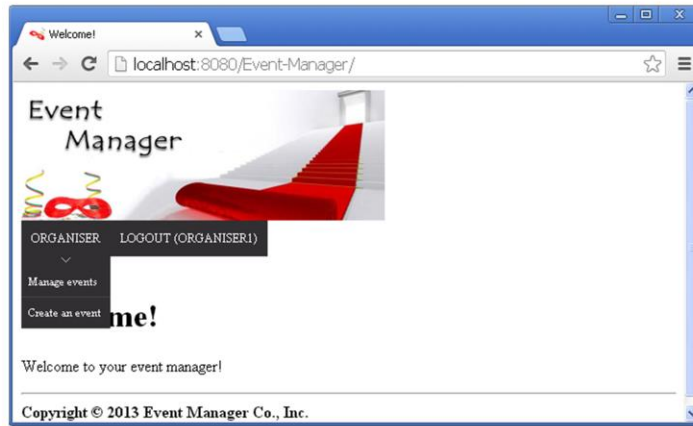 Welcome!
localhost:8080/Event-Manager/
Event
Manager
ORGANISER LOGOUT (ORGANISER1)
Manage events
Create an event
me!
Welcome to your event manager!
Copyright © 2013 Event Manager Co., Inc.